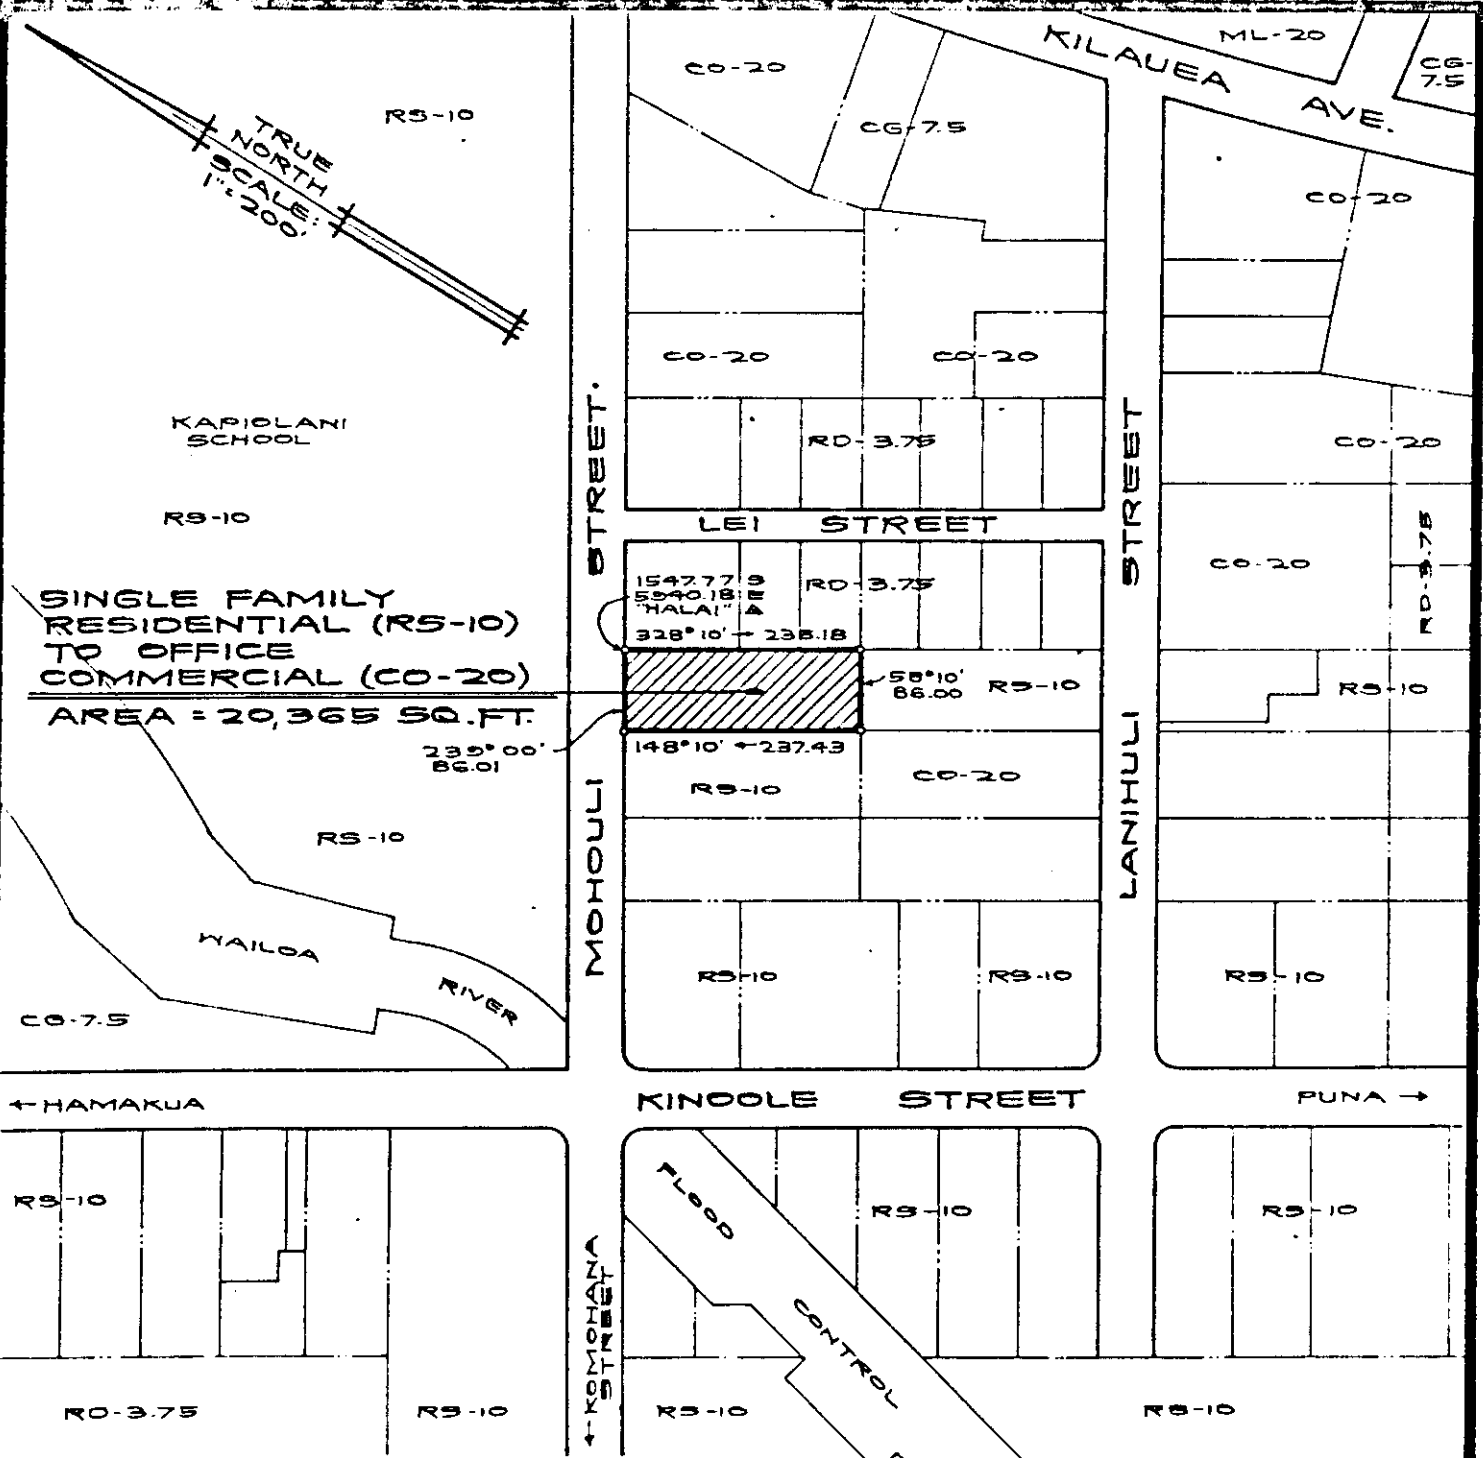 KILAUEA AVE.
ML-20
CG-
7.5
CO-20
RS-10
CG-7.5
TRUE
NORTH
SCALE:
1"=200'
CO-20
CO-20
CO-20
KAPIOLANI
SCHOOL
RD-3.75
CO-20
RS-10
MOHOULI STREET.
LEI STREET
LANIHULI STREET
CO-20
RD-3.75
1547.77 S
5940.18 E
"HALAI" △
RD-3.75
SINGLE FAMILY
RESIDENTIAL (RS-10)
TO OFFICE
COMMERCIAL (CO-20)
AREA = 20,365 SQ.FT.
328°10' → 238.18
58°10'
86.00
RS-10
RS-10
239°00'
86.01
148°10' ← 237.43
RS-10
CO-20
RS-10
WAILOA
RIVER
RS-10
RS-10
RS-10
CG-7.5
← HAMAKUA
KINOOLE STREET
PUNA →
RS-10
FLOOD
CONTROL
RS-10
RS-10
← KOMOHANA
STREET
RD-3.75
RS-10
RS-10
RS-10